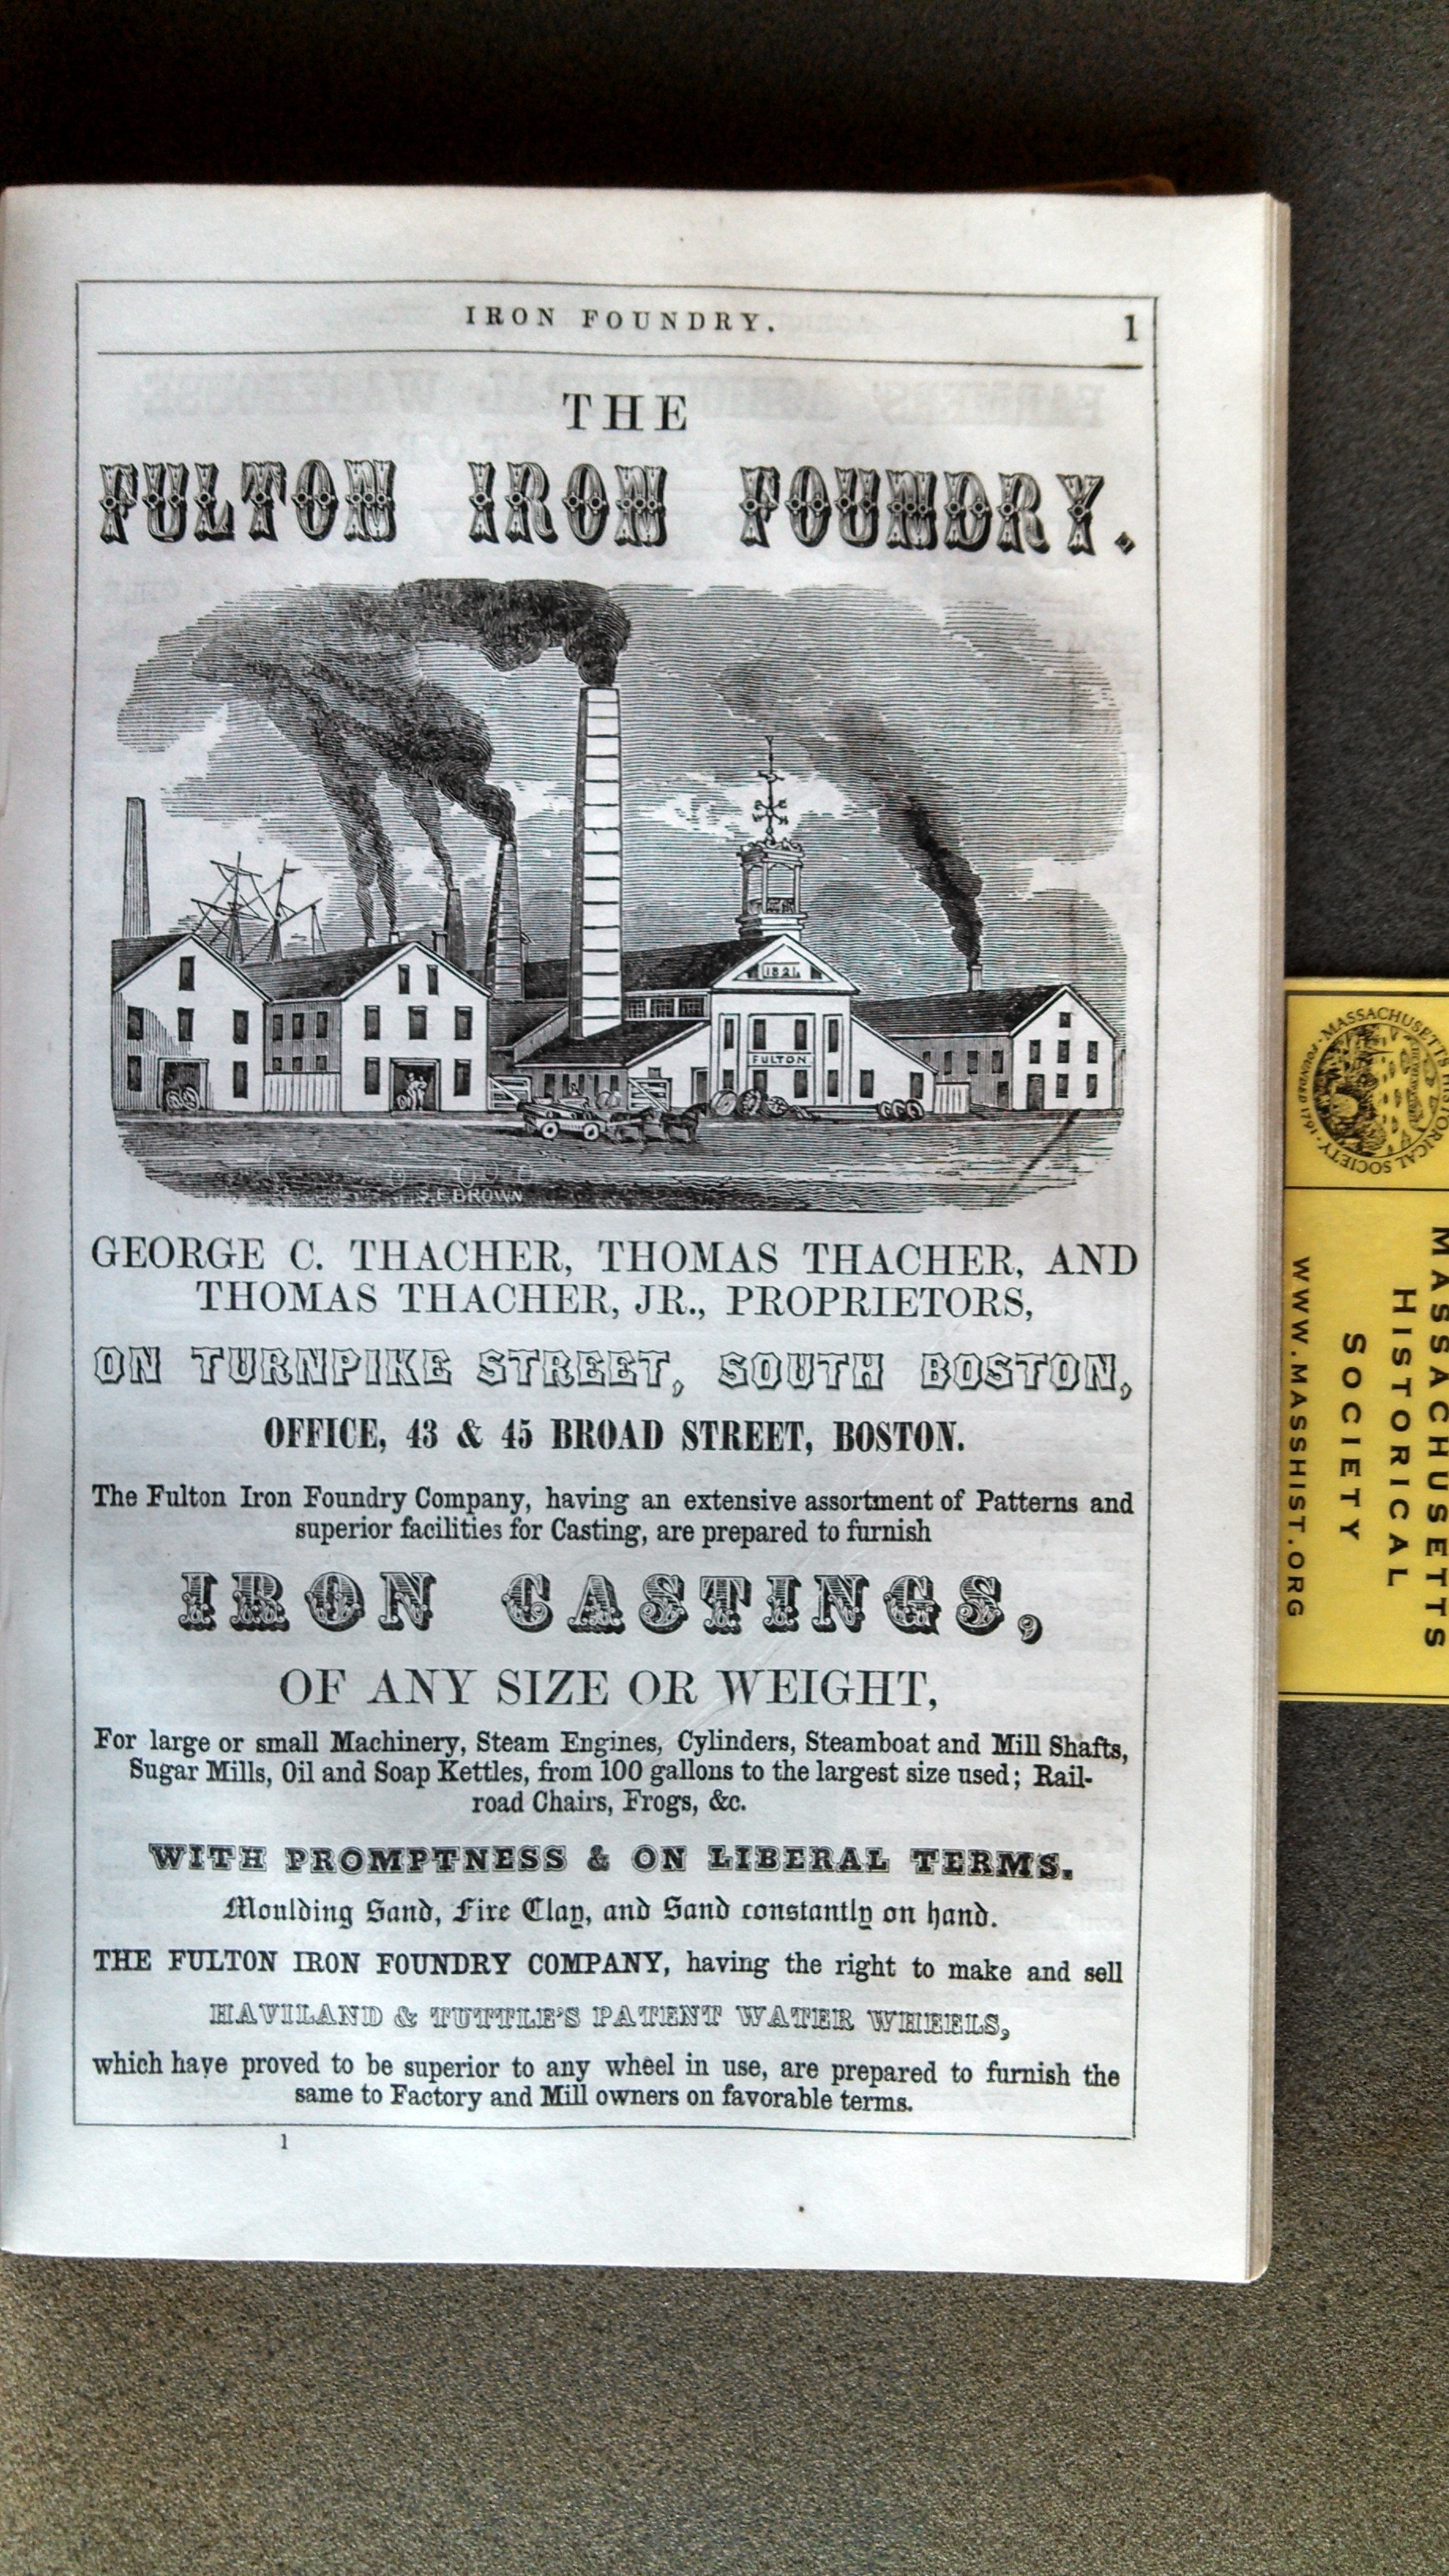 IRON FOUNDRY.
1
THE
FULTON IRON FOUNDRY.
1821
FULTON
S.E.BROWN
GEORGE C. THACHER, THOMAS THACHER, AND
THOMAS THACHER, JR., PROPRIETORS,
ON TURNPIKE STREET, SOUTH BOSTON,
OFFICE, 43 & 45 BROAD STREET, BOSTON.
The Fulton Iron Foundry Company, having an extensive assortment of Patterns and
superior facilities for Casting, are prepared to furnish
IRON CASTINGS,
OF ANY SIZE OR WEIGHT,
For large or small Machinery, Steam Engines, Cylinders, Steamboat and Mill Shafts,
Sugar Mills, Oil and Soap Kettles, from 100 gallons to the largest size used; Rail-
road Chairs, Frogs, &c.
WITH PROMPTNESS & ON LIBERAL TERMS.
Moulding Sand, Fire Clay, and Sand constantly on hand.
THE FULTON IRON FOUNDRY COMPANY, having the right to make and sell
HAVILAND & TUTTLE'S PATENT WATER WHEELS,
which have proved to be superior to any wheel in use, are prepared to furnish the
same to Factory and Mill owners on favorable terms.
1
MASSACHUSETTS HISTORICAL SOCIETY · FOUNDED 1791 ·
MASSACHUSETTS
HISTORICAL
SOCIETY
WWW.MASSHIST.ORG